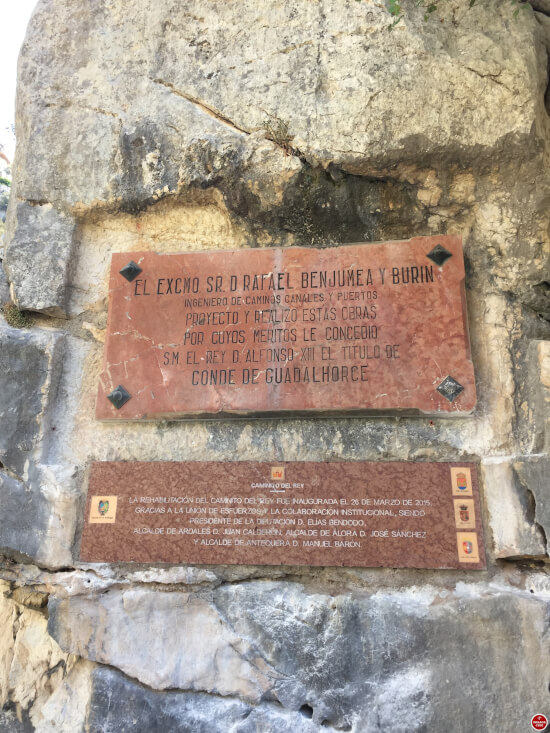 EL EXCMO SR. D RAFAEL BENJUMEA Y BURIN
INGENIERO DE CAMINOS CANALES Y PUERTOS
PROYECTO Y REALIZO ESTAS OBRAS
POR CUYOS MERITOS LE CONCEDIO
S.M. EL REY D. ALFONSO XIII EL TITULO DE
CONDE DE GUADALHORCE
CAMINITO DEL REY
LA REHABILITACIÓN DEL CAMINITO DEL REY FUE INAUGURADA EL 26 DE MARZO DE 2015
GRACIAS A LA UNIÓN DE ESFUERZOS Y LA COLABORACIÓN INSTITUCIONAL, SIENDO
PRESIDENTE DE LA DIPUTACIÓN D. ELÍAS BENDODO,
ALCALDE DE ARDALES D. JUAN CALDERÓN, ALCALDE DE ÁLORA D. JOSÉ SÁNCHEZ
Y ALCALDE DE ANTEQUERA D. MANUEL BARÓN.